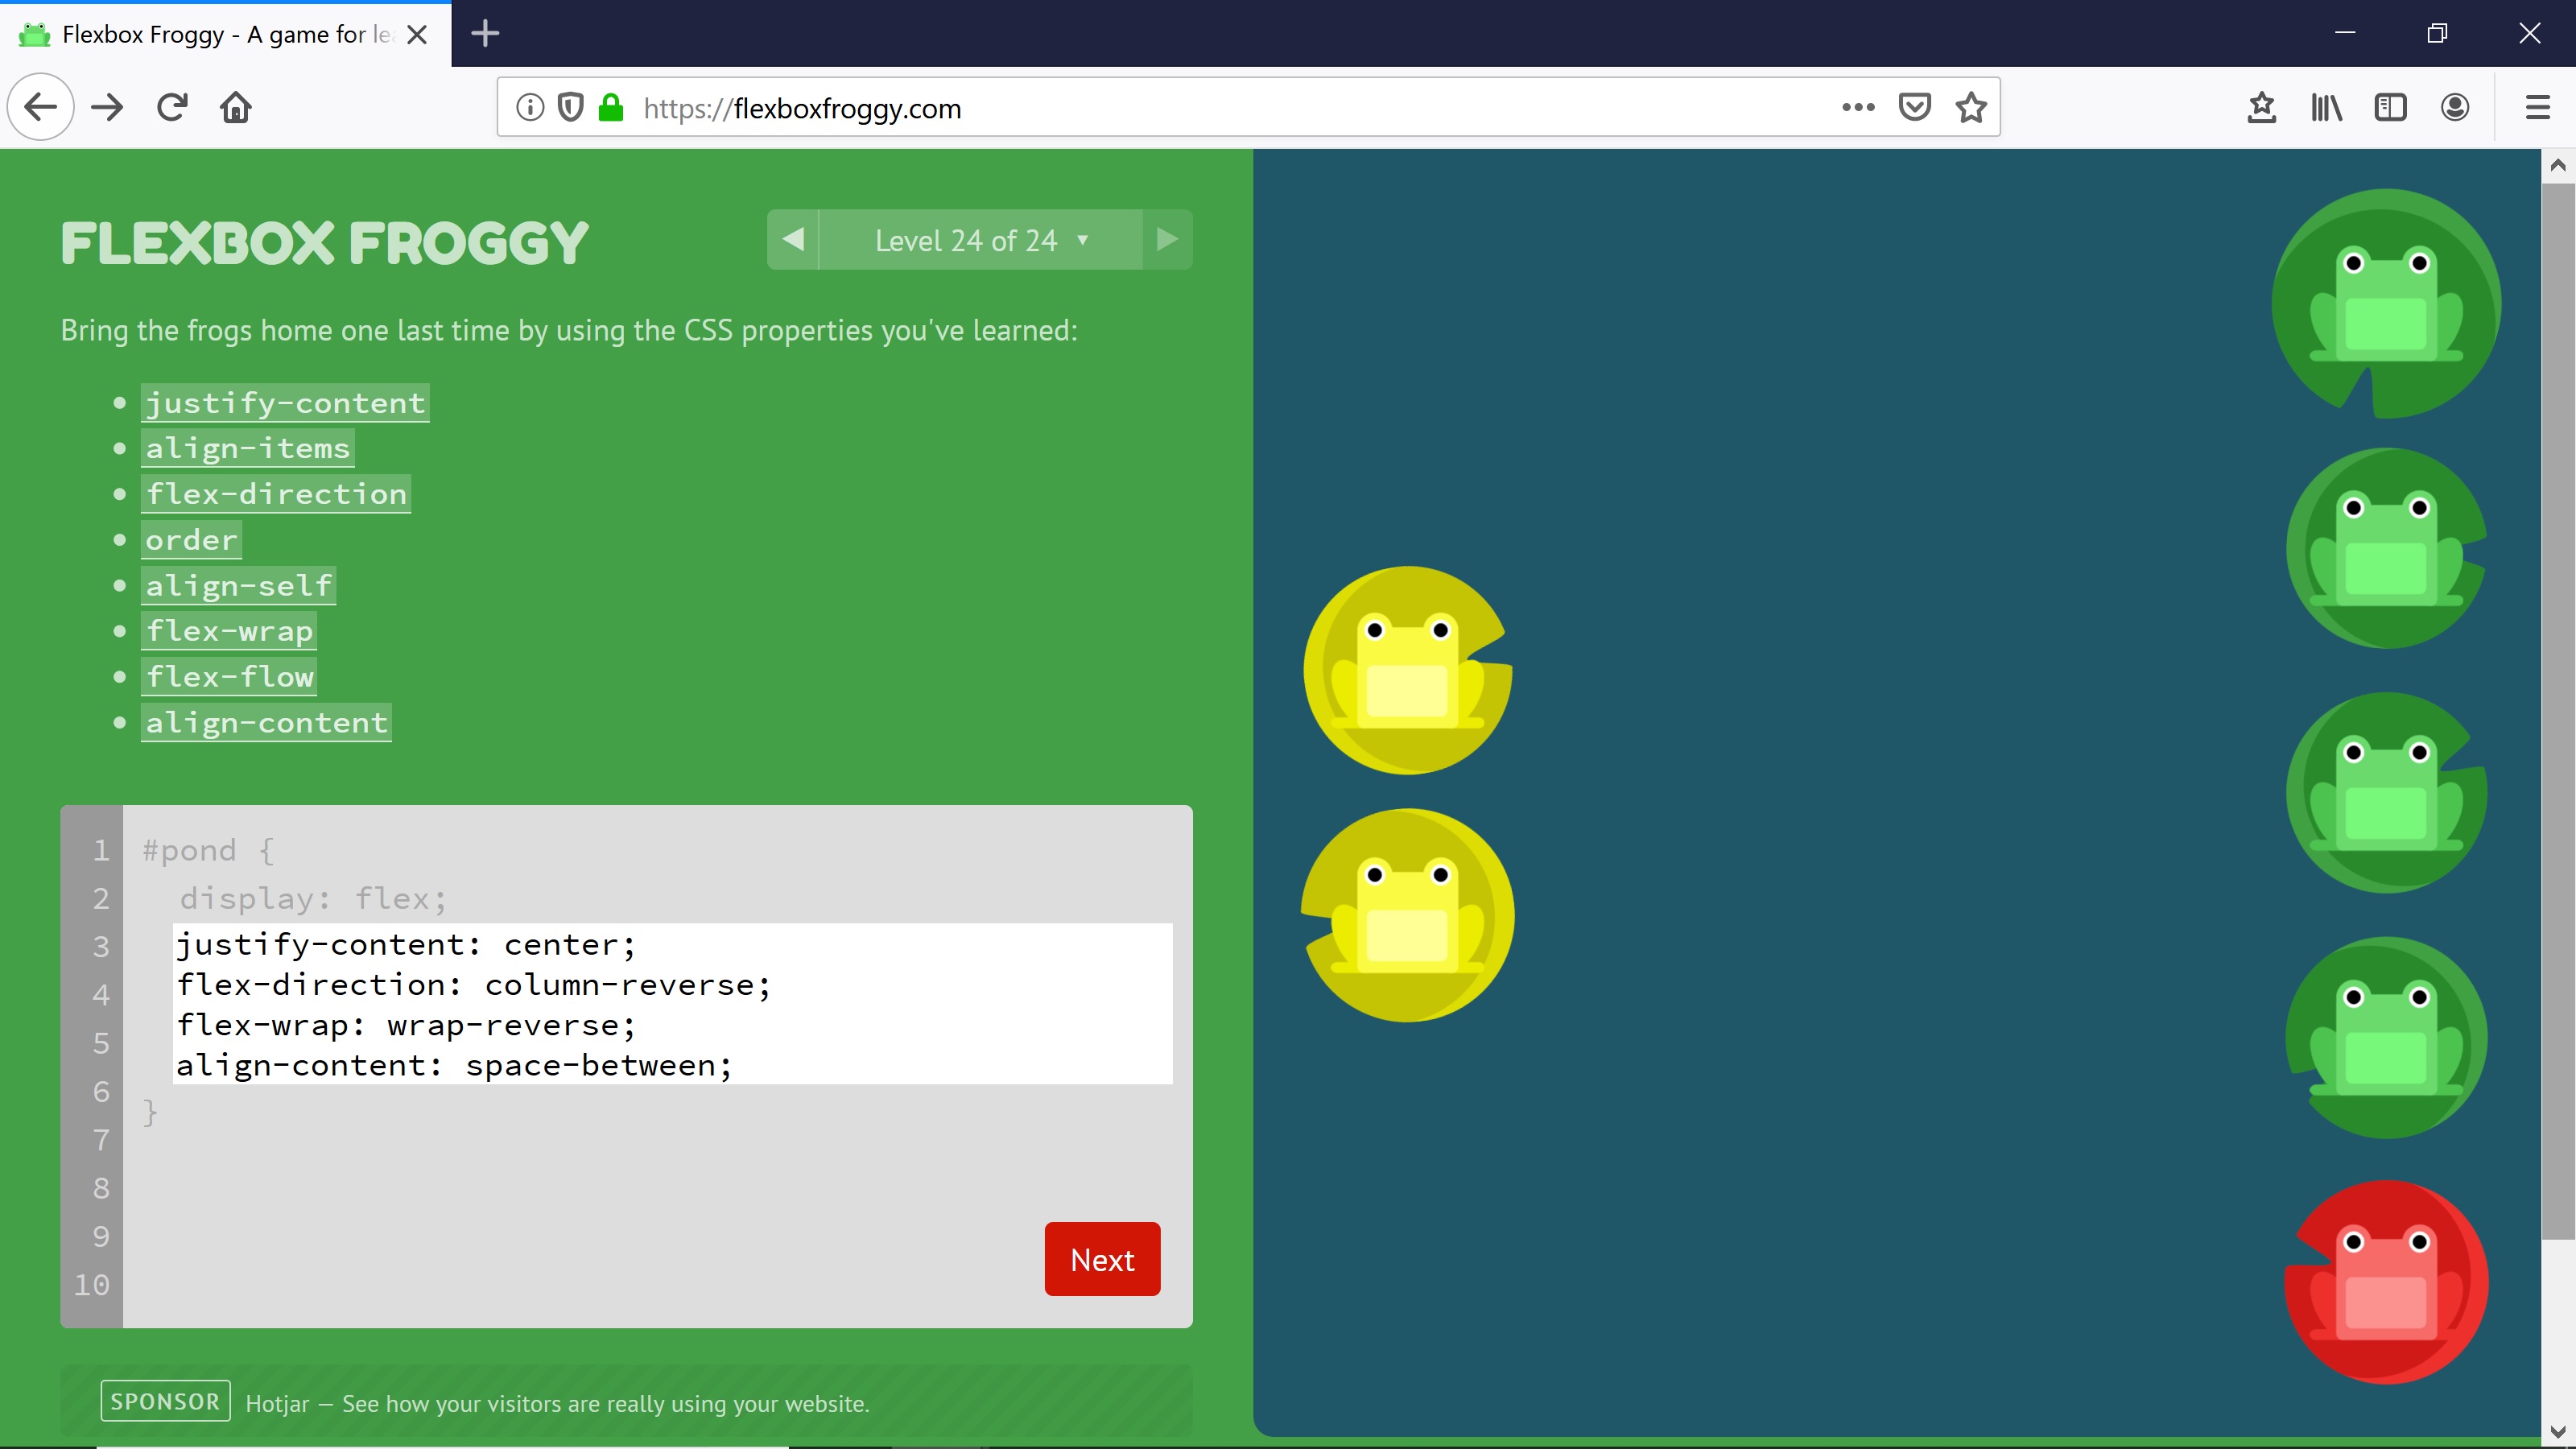 Flexbox Froggy - A game for lea
https://flexboxfroggy.com
FLEXBOX FROGGY
◀ Level 24 of 24 ▼ ▶
Bring the frogs home one last time by using the CSS properties you've learned:
• justify-content
• align-items
• flex-direction
• order
• align-self
• flex-wrap
• flex-flow
• align-content
1 #pond {
2 display: flex;
3 justify-content: center;
4 flex-direction: column-reverse;
5 flex-wrap: wrap-reverse;
6 align-content: space-between;
7 }
8
9
10
Next
SPONSOR Hotjar — See how your visitors are really using your website.